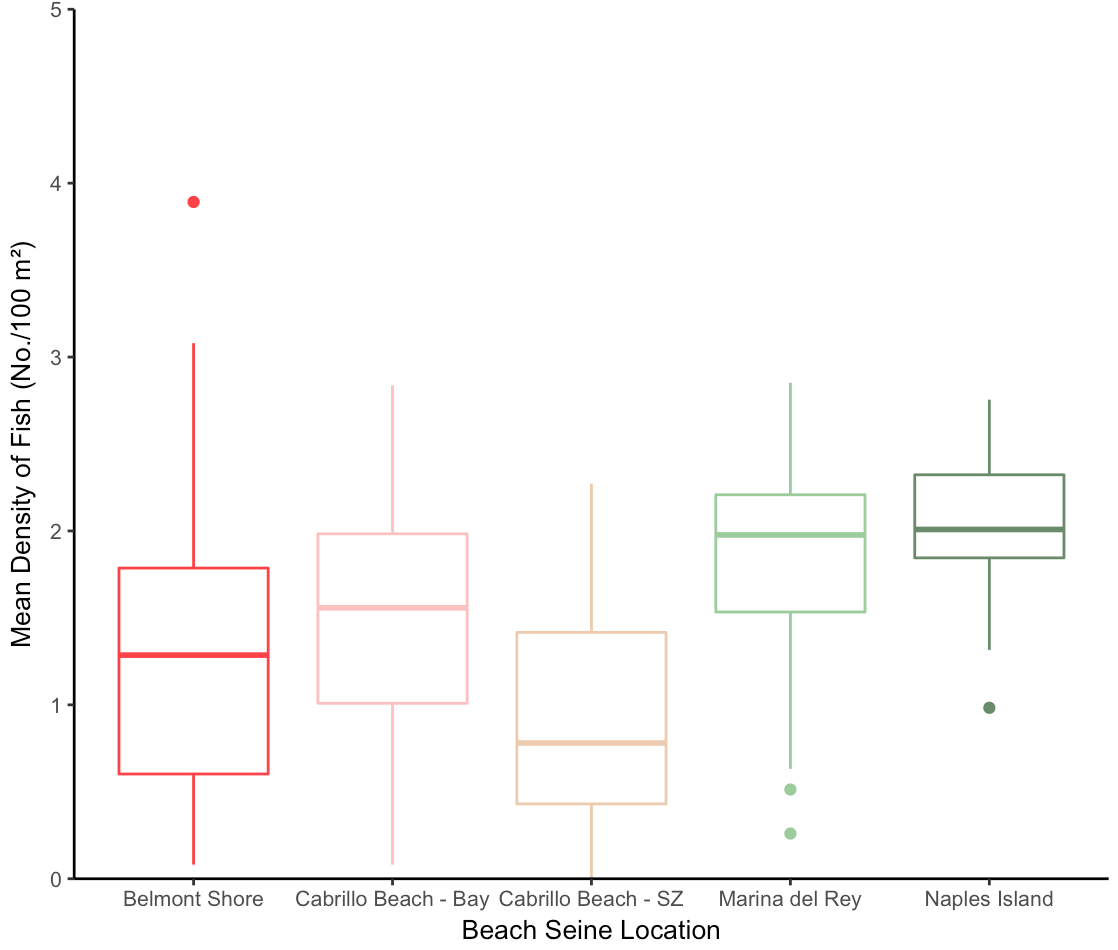 Mean Density of Fish (No./100 m²)
5
4
3
2
1
0
Belmont Shore
Cabrillo Beach - Bay
Cabrillo Beach - SZ
Marina del Rey
Naples Island
Beach Seine Location